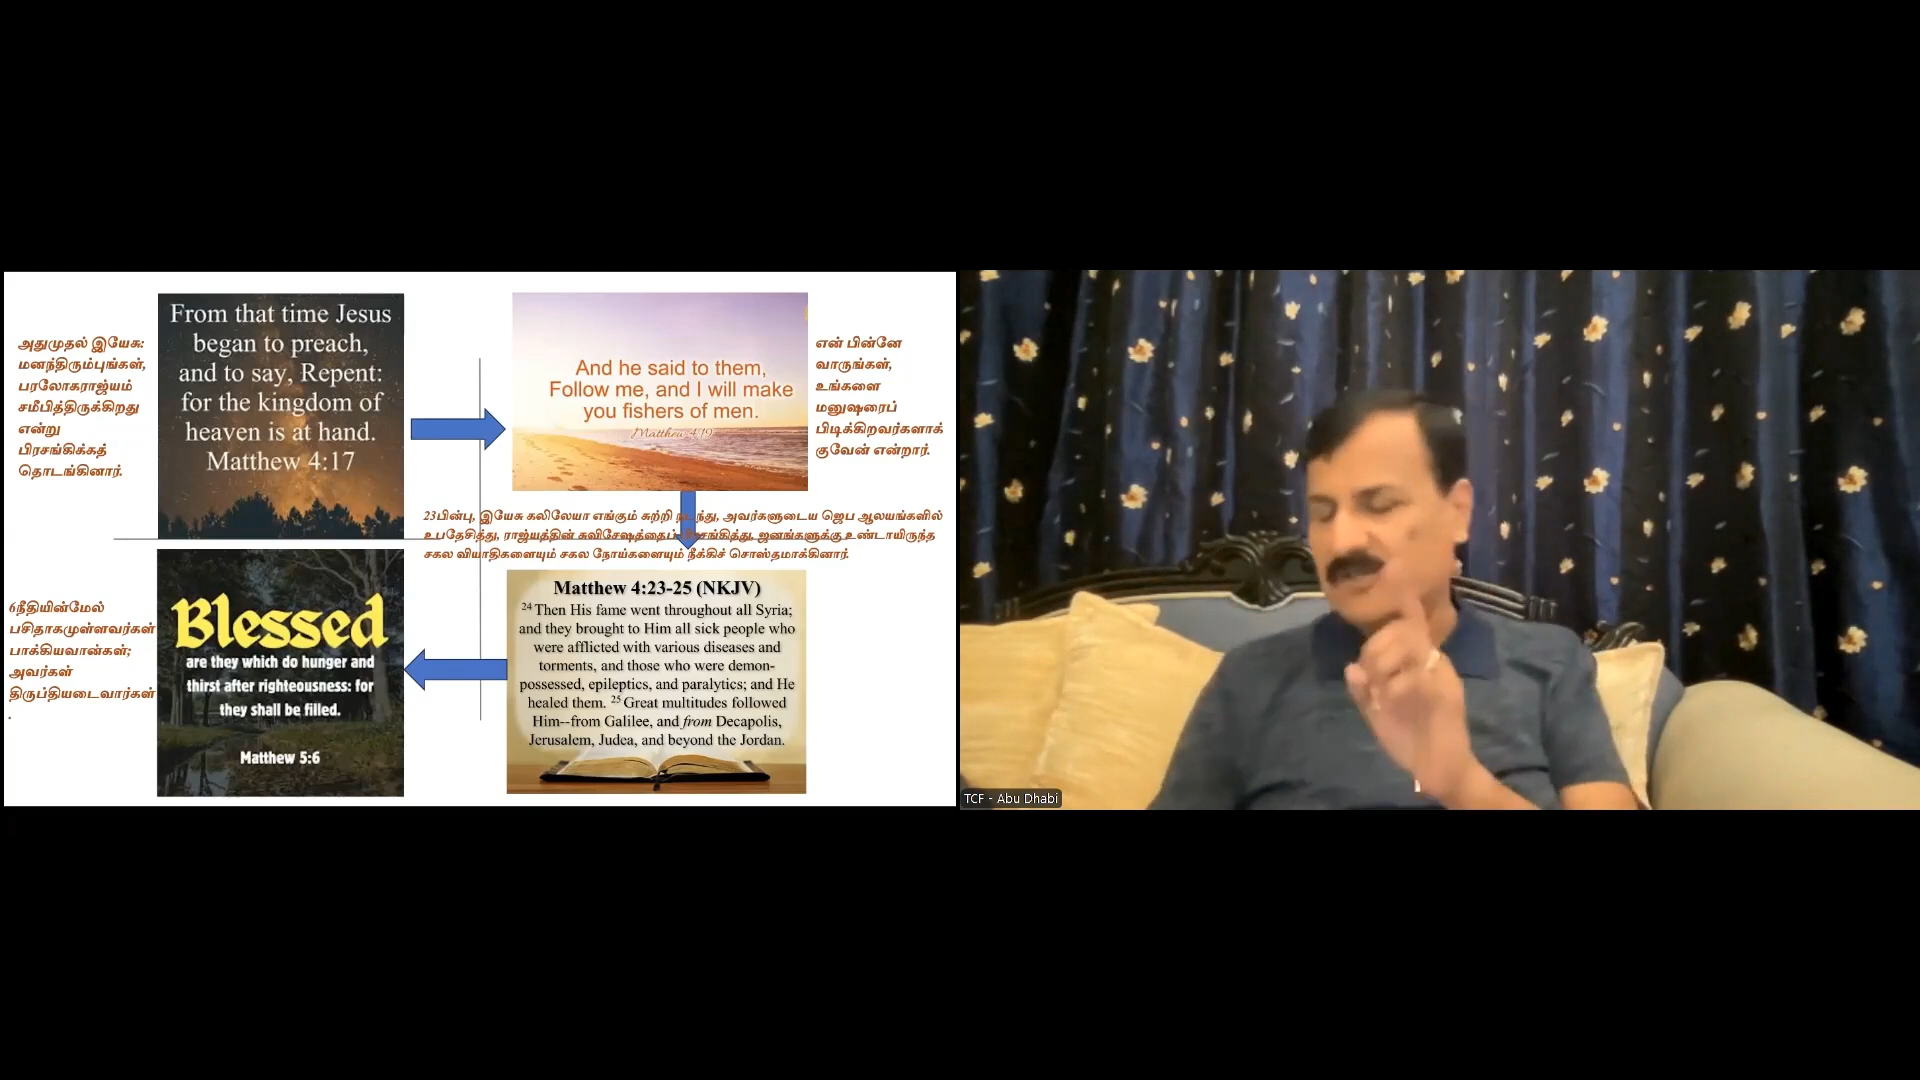 அதுமுதல் இயேசு:
மனந்திரும்புங்கள்,
பரலோகராஜ்யம்
சமீபித்திருக்கிறது
என்று
பிரசங்கிக்கத்
தொடங்கினார்.
From that time Jesus
began to preach,
and to say, Repent:
for the kingdom of
heaven is at hand.
Matthew 4:17
And he said to them,
Follow me, and I will make
you fishers of men.
Matthew 4:19
என் பின்னே
வாருங்கள்,
உங்களை
மனுஷரைப்
பிடிக்கிறவர்களாக்
குவேன் என்றார்.
23பின்பு, இயேசு கலிலேயா எங்கும் சுற்றி நடந்து, அவர்களுடைய ஜெப ஆலயங்களில்
உபதேசித்து, ராஜ்யத்தின் சுவிசேஷத்தைப் பிரசங்கித்து, ஜனங்களுக்கு உண்டாயிருந்த
சகல வியாதிகளையும் சகல நோய்களையும் நீக்கிச் சொஸ்தமாக்கினார்.
Matthew 4:23-25 (NKJV)
24 Then His fame went throughout all Syria;
and they brought to Him all sick people who
were afflicted with various diseases and
torments, and those who were demon-
possessed, epileptics, and paralytics; and He
healed them. 25 Great multitudes followed
Him--from Galilee, and from Decapolis,
Jerusalem, Judea, and beyond the Jordan.
6நீதியின்மேல்
பசிதாகமுள்ளவர்கள்
பாக்கியவான்கள்;
அவர்கள்
திருப்தியடைவார்கள்
.
Blessed
are they which do hunger and
thirst after righteousness: for
they shall be filled.
Matthew 5:6
TCF - Abu Dhabi